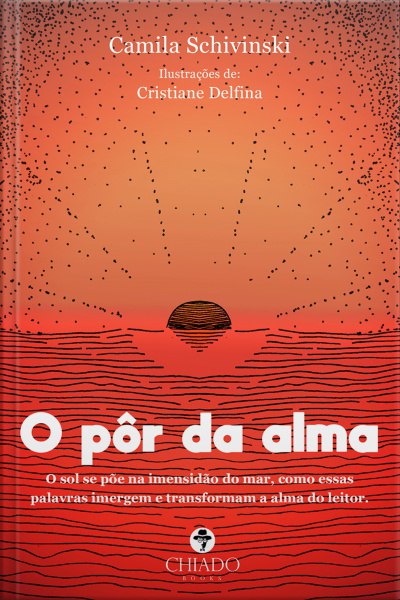 Camila Schivinski
Ilustrações de:
Cristiane Delfina
O pôr da alma
O sol se põe na imensidão do mar, como essas
palavras imergem e transformam a alma do leitor.
CHIADO
BOOKS